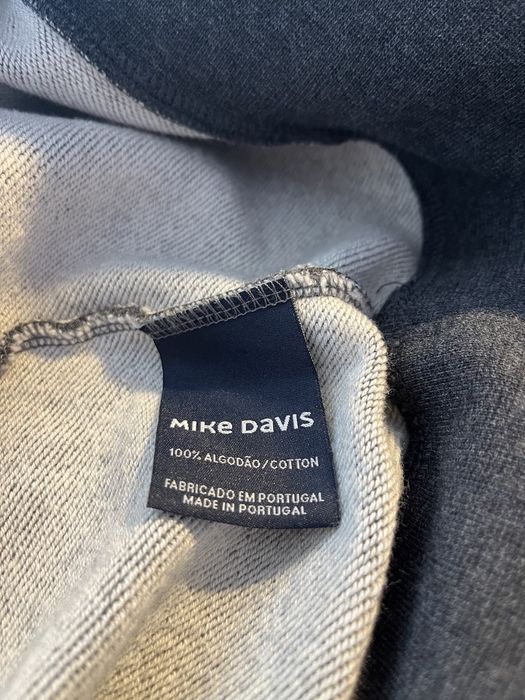 MIKE DAVIS
100% ALGODÃO/COTTON
FABRICADO EM PORTUGAL
MADE IN PORTUGAL